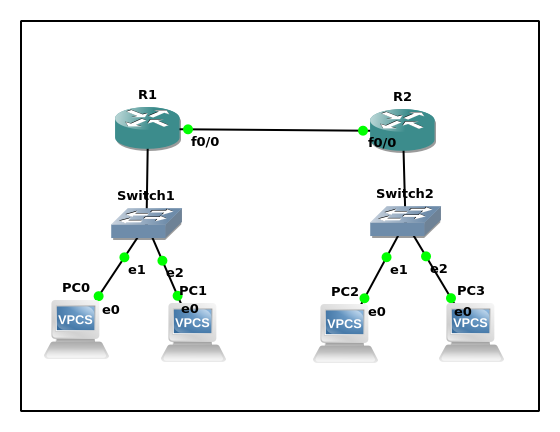 R1
R2
f0/0
f0/0
Switch1
Switch2
e1
e2
e1
e2
PC0
PC1
PC2
PC3
e0
e0
e0
e0
VPCS
VPCS
VPCS
VPCS